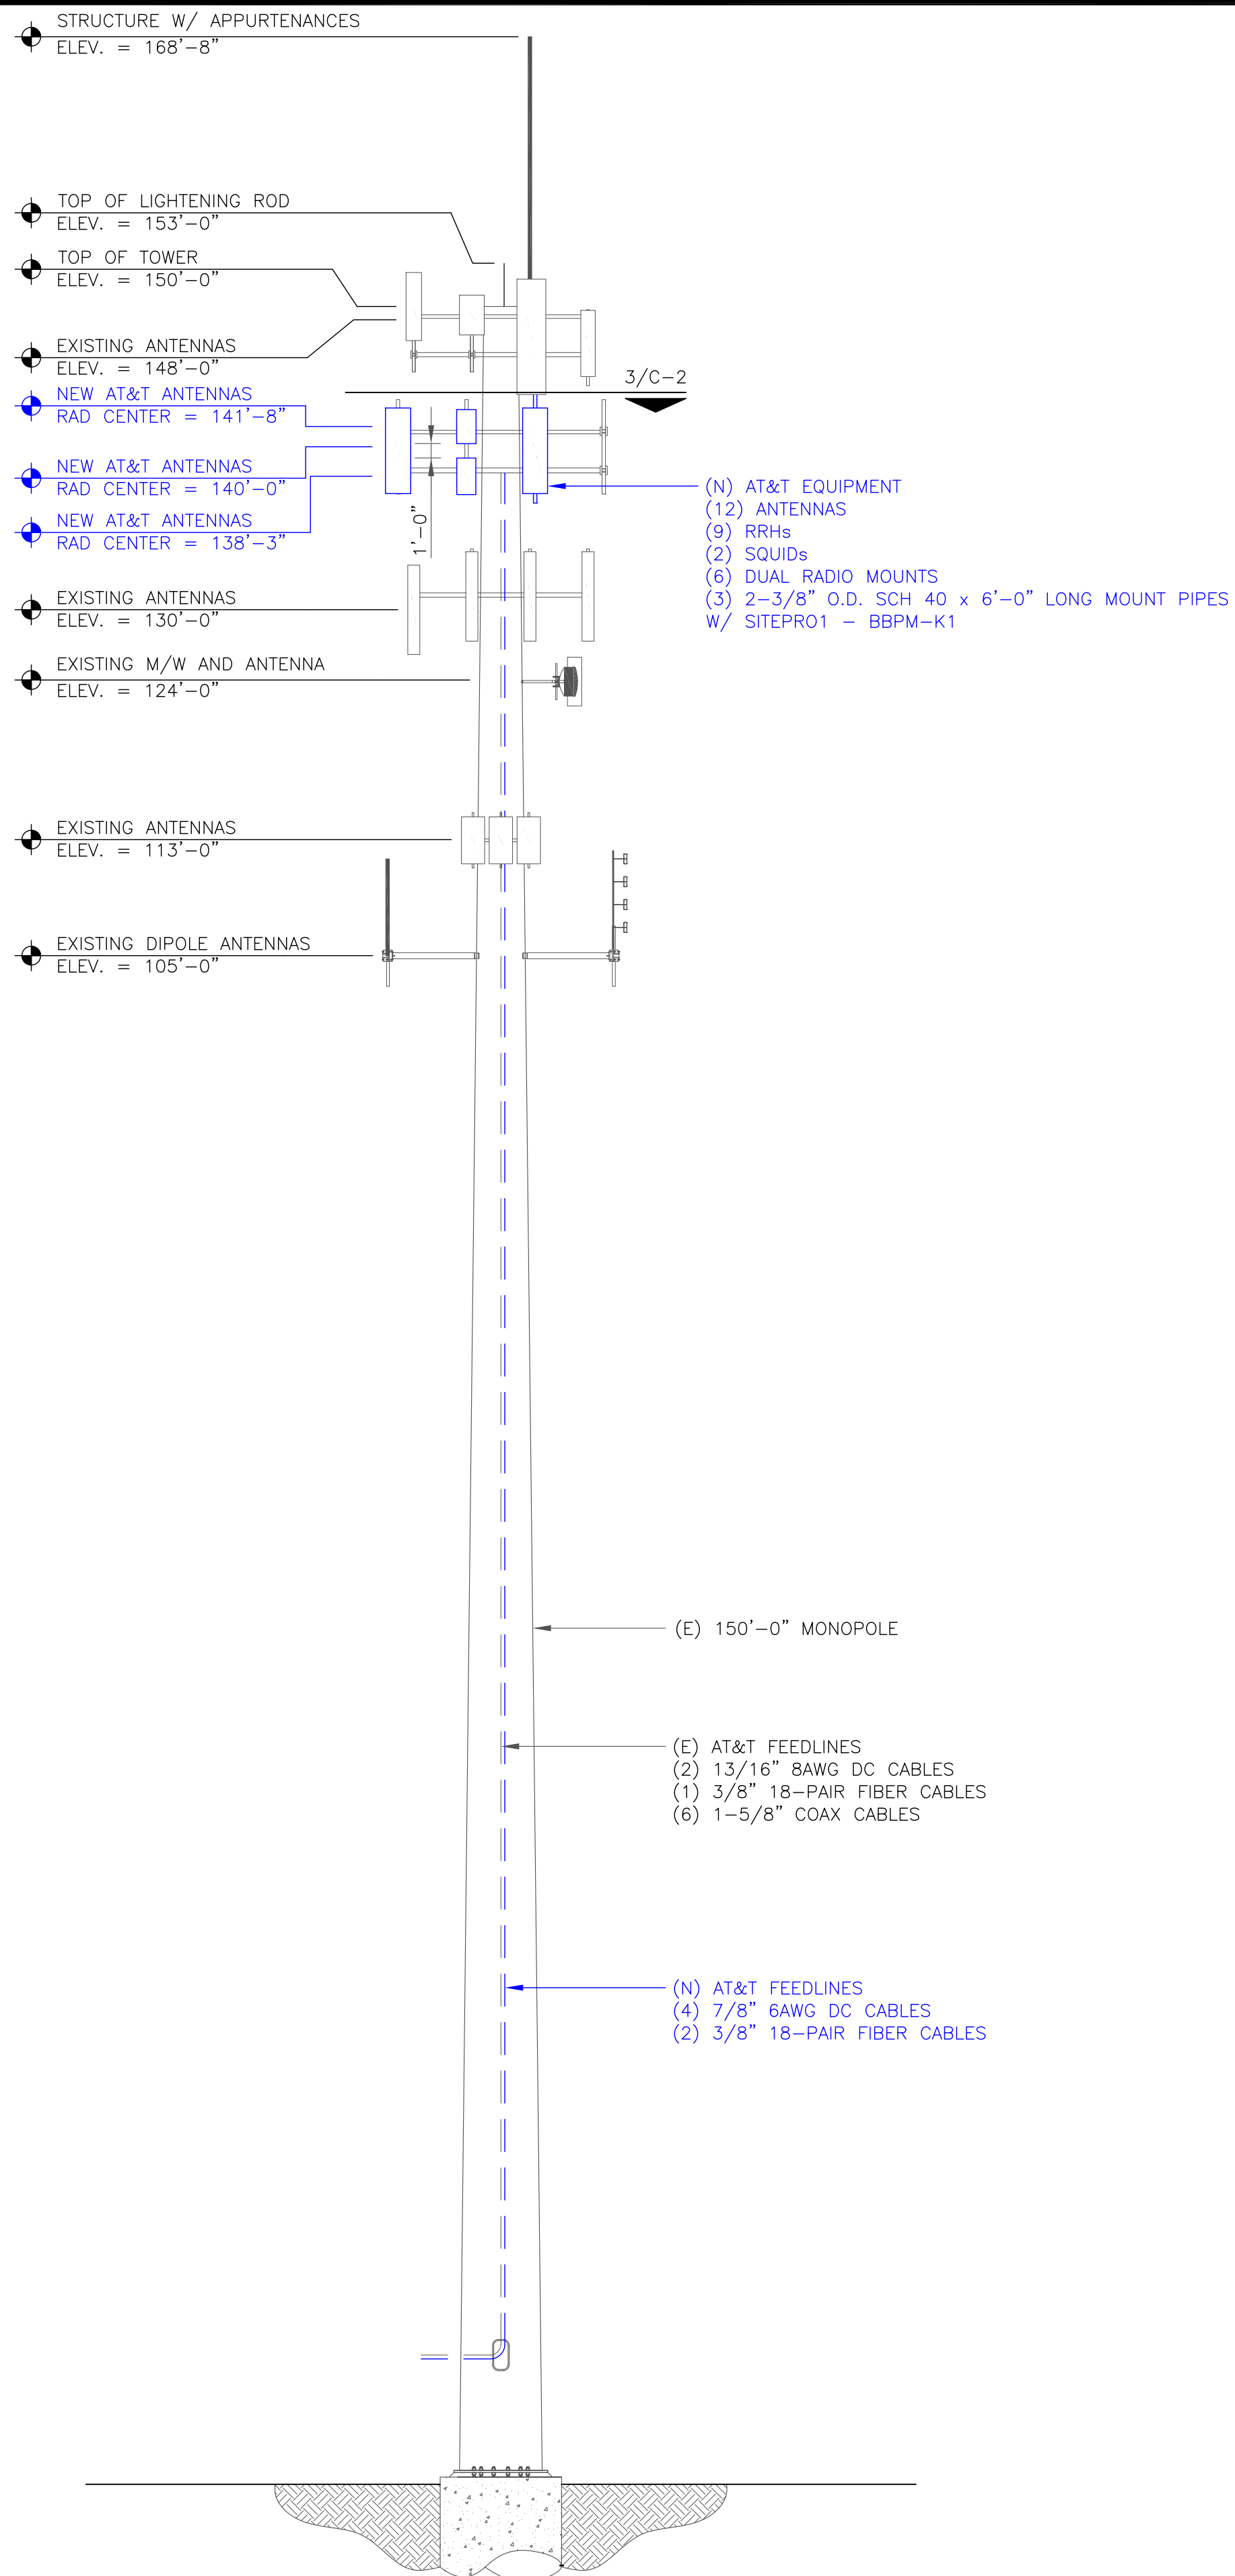 STRUCTURE W/ APPURTENANCES
ELEV. = 168'-8"
TOP OF LIGHTENING ROD
ELEV. = 153'-0"
TOP OF TOWER
ELEV. = 150'-0"
EXISTING ANTENNAS
ELEV. = 148'-0"
3/C-2
NEW AT&T ANTENNAS
RAD CENTER = 141'-8"
NEW AT&T ANTENNAS
RAD CENTER = 140'-0"
NEW AT&T ANTENNAS
RAD CENTER = 138'-3"
1'-0"
(N) AT&T EQUIPMENT
(12) ANTENNAS
(9) RRHs
(2) SQUIDs
(6) DUAL RADIO MOUNTS
(3) 2-3/8" O.D. SCH 40 x 6'-0" LONG MOUNT PIPES
W/ SITEPRO1 - BBPM-K1
EXISTING ANTENNAS
ELEV. = 130'-0"
EXISTING M/W AND ANTENNA
ELEV. = 124'-0"
EXISTING ANTENNAS
ELEV. = 113'-0"
EXISTING DIPOLE ANTENNAS
ELEV. = 105'-0"
(E) 150'-0" MONOPOLE
(E) AT&T FEEDLINES
(2) 13/16" 8AWG DC CABLES
(1) 3/8" 18-PAIR FIBER CABLES
(6) 1-5/8" COAX CABLES
(N) AT&T FEEDLINES
(4) 7/8" 6AWG DC CABLES
(2) 3/8" 18-PAIR FIBER CABLES